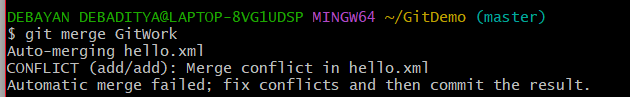 DEBAYAN DEBADITYA@LAPTOP-8VG1UDSP MINGW64 ~/GitDemo (master)
$ git merge GitWork
Auto-merging hello.xml
CONFLICT (add/add): Merge conflict in hello.xml
Automatic merge failed; fix conflicts and then commit the result.